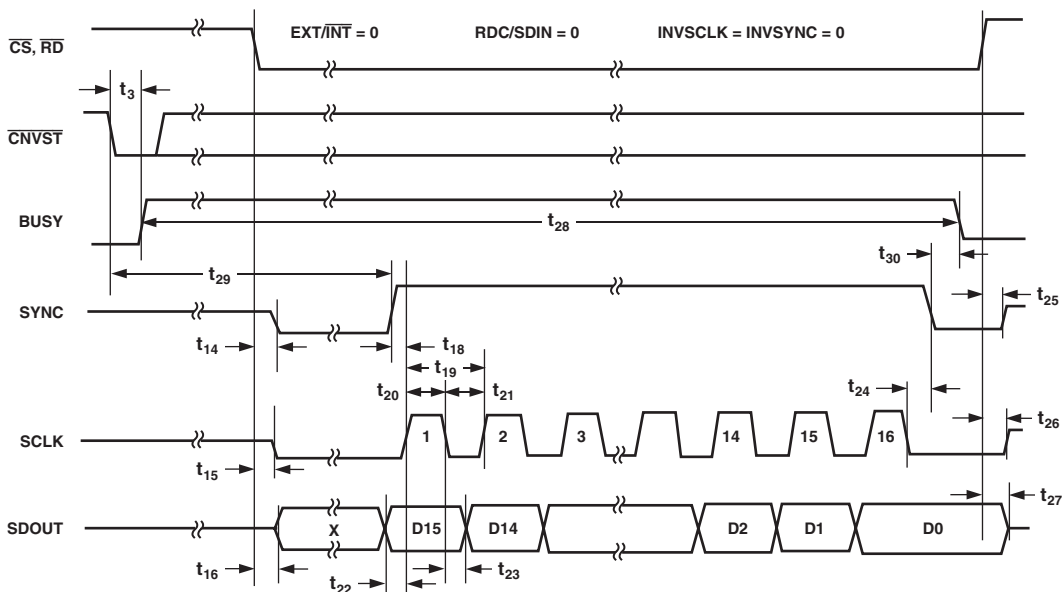 EXT/INT = 0 RDC/SDIN = 0 INVSCLK = INVSYNC = 0
CS, RD
t3
CNVST
BUSY
t28
t30
t29
t25
SYNC
t14
t18
t19
t20
t21
t24
t26
SCLK
1 2 3 14 15 16
t15
t27
SDOUT
X D15 D14 D2 D1 D0
t16
t22
t23